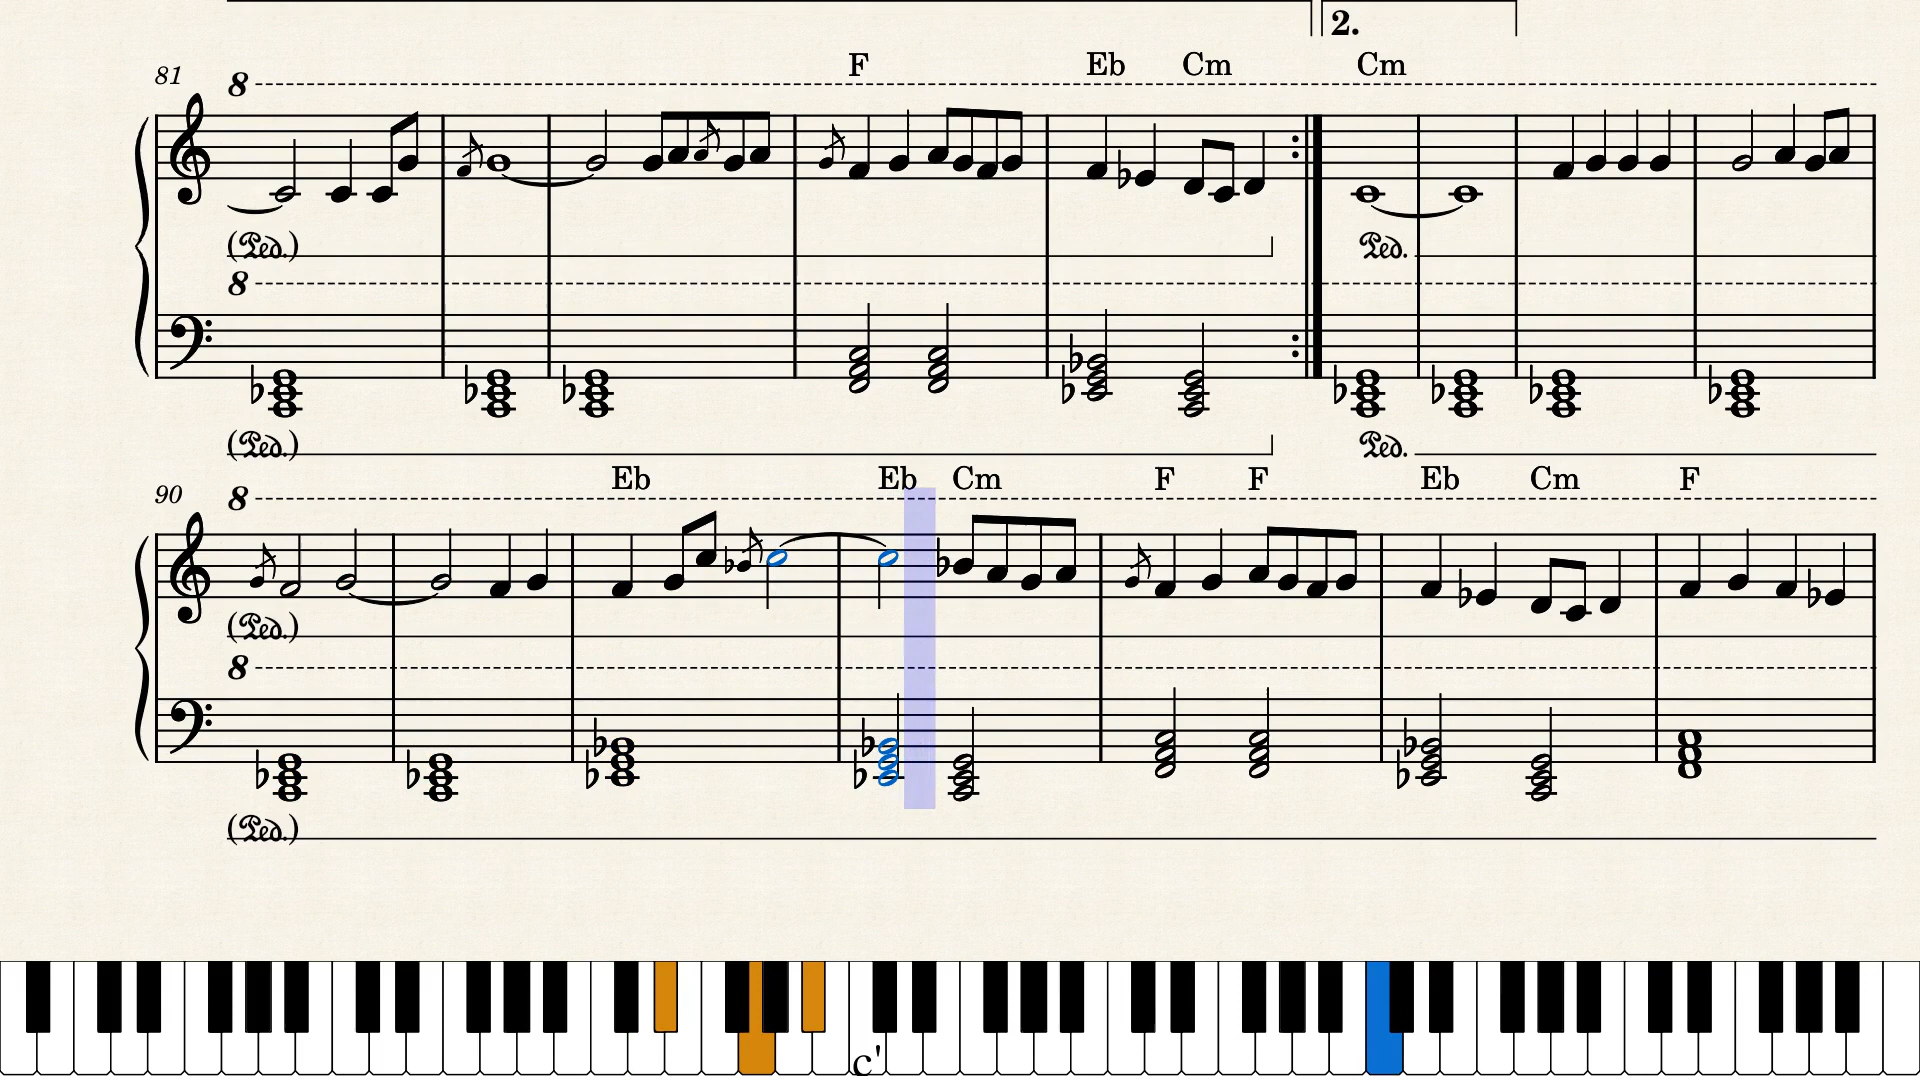 2.
81 8 F Eb Cm Cm
(Ped.) Ped.
8
(Ped.) Ped.
90 8 Eb Eb Cm F F Eb Cm F
(Ped.)
8
(Ped.)
c'